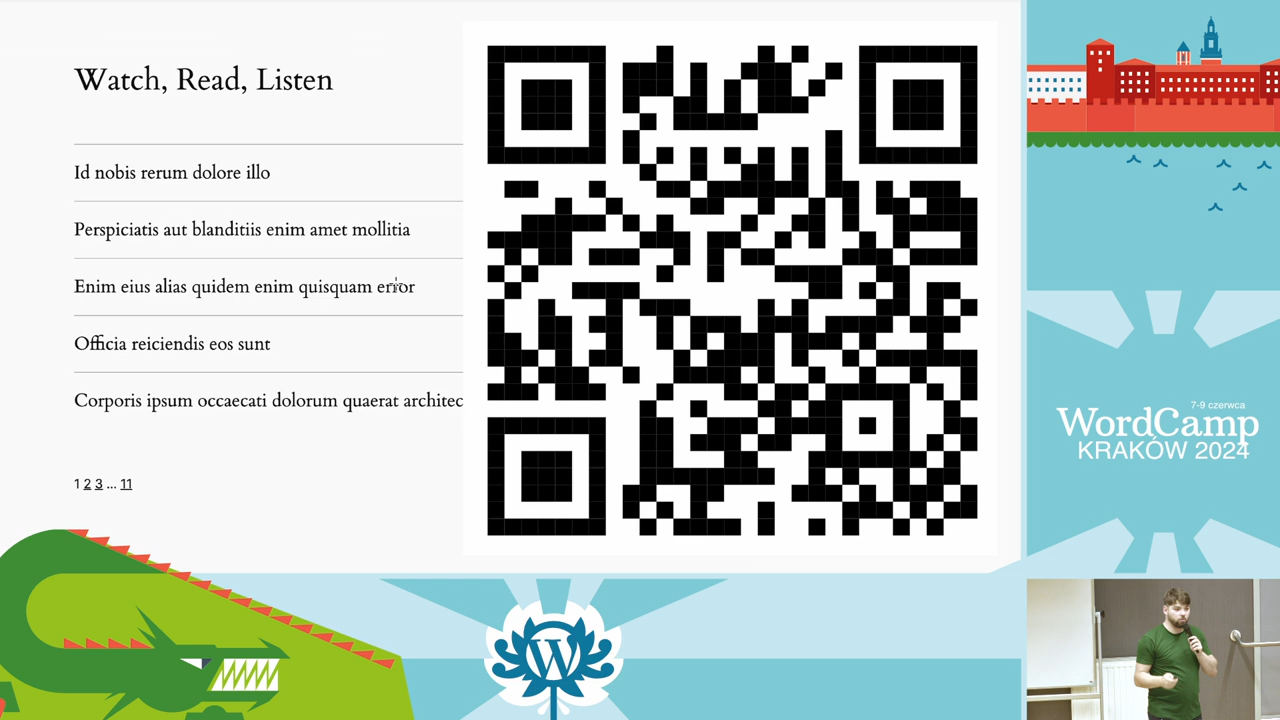 Watch, Read, Listen
Id nobis rerum dolore illo
Perspiciatis aut blanditiis enim amet mollitia
Enim eius alias quidem enim quisquam error
Officia reiciendis eos sunt
Corporis ipsum occaecati dolorum quaerat architec
1 2 3 ... 11
7-9 czerwca
WordCamp
KRAKÓW 2024
W